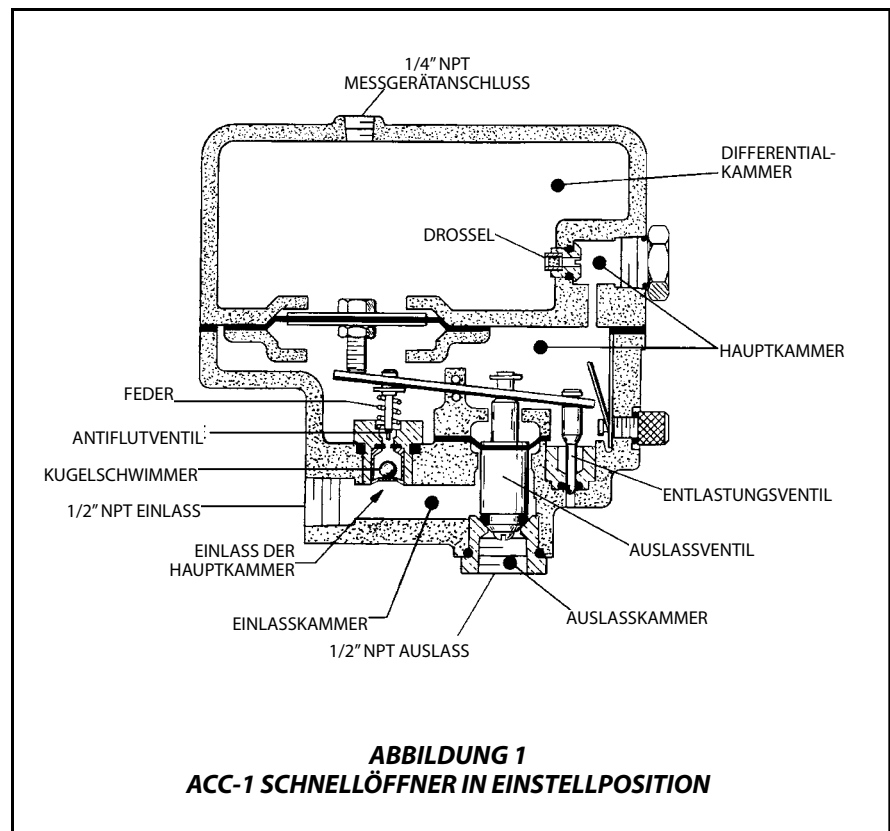 1/4” NPT
MESSGERÄTANSCHLUSS
DIFFERENTIAL-
KAMMER
DROSSEL
HAUPTKAMMER
FEDER
ANTIFLUTVENTIL:
KUGELSCHWIMMER
1/2” NPT EINLASS
ENTLASTUNGSVENTIL
EINLASS DER
HAUPTKAMMER
AUSLASSVENTIL
EINLASSKAMMER
AUSLASSKAMMER
1/2” NPT AUSLASS
ABBILDUNG 1
ACC-1 SCHNELLÖFFNER IN EINSTELLPOSITION